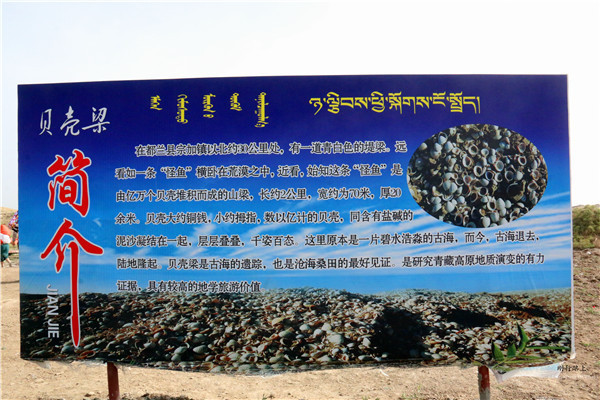 贝壳梁
简介
JIANJIE
ཉ་ལྕིབས་ཕྱི་སྐོགས་ངོ་སྤྲོད།
在都兰县宗加镇以北约30公里处，有一道青白色的堤梁。远
看如一条“怪鱼”横卧在荒漠之中，近看，始知这条“怪鱼”是
由亿万个贝壳堆积而成的山梁，长约2公里，宽约为70米，厚20
余米。贝壳大约铜钱，小约拇指，数以亿计的贝壳，同含有盐碱的
泥沙凝结在一起，层层叠叠，千姿百态。这里原本是一片碧水浩淼的古海，而今，古海退去，
陆地隆起。贝壳梁是古海的遗踪，也是沧海桑田的最好见证。是研究青藏高原地质演变的有力
证据，具有较高的地学旅游价值